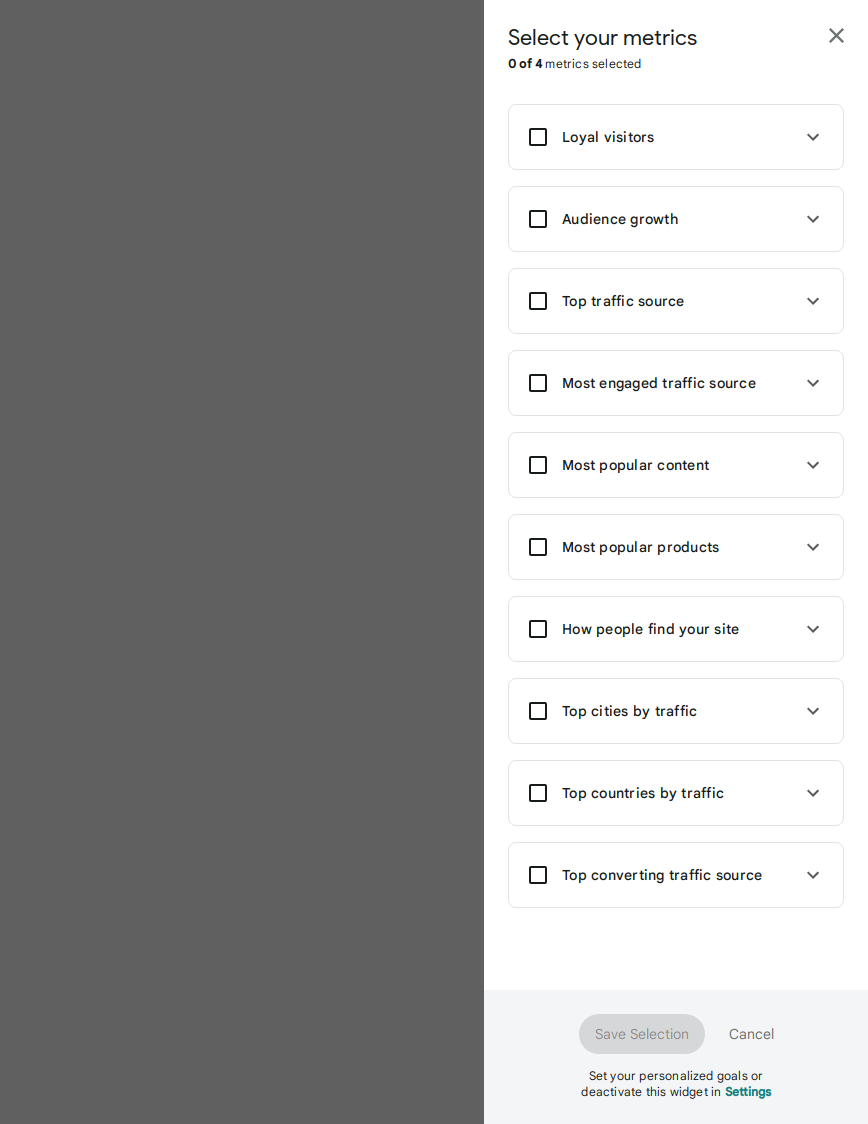 Select your metrics
0 of 4 metrics selected
Loyal visitors
Audience growth
Top traffic source
Most engaged traffic source
Most popular content
Most popular products
How people find your site
Top cities by traffic
Top countries by traffic
Top converting traffic source
Save Selection Cancel
Set your personalized goals or
deactivate this widget in Settings